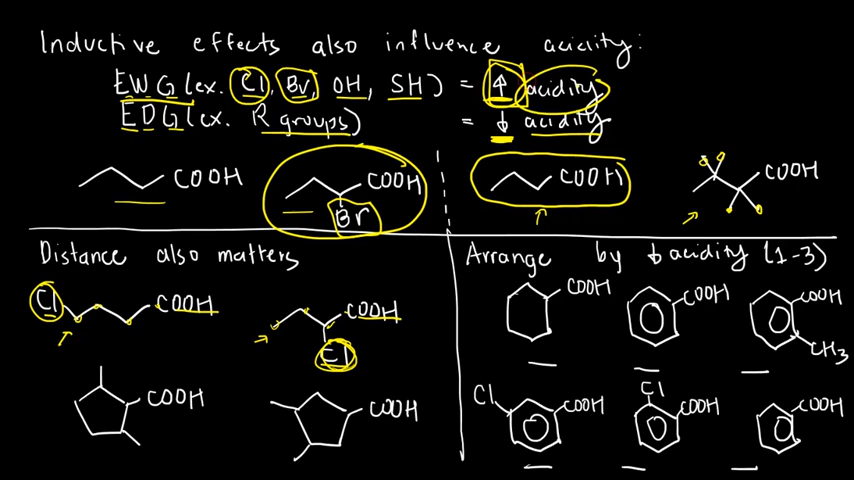 Inductive effects also influence acidity:
EWG (ex. Cl, Br, OH, SH) = ↑ acidity
EDG (ex. R groups) = ↓ acidity
COOH COOH COOH COOH
Br
Distance also matters
Cl COOH COOH
Cl
COOH COOH
Arrange by ↓ acidity (1-3)
COOH COOH COOH
CH3
Cl COOH Cl COOH COOH